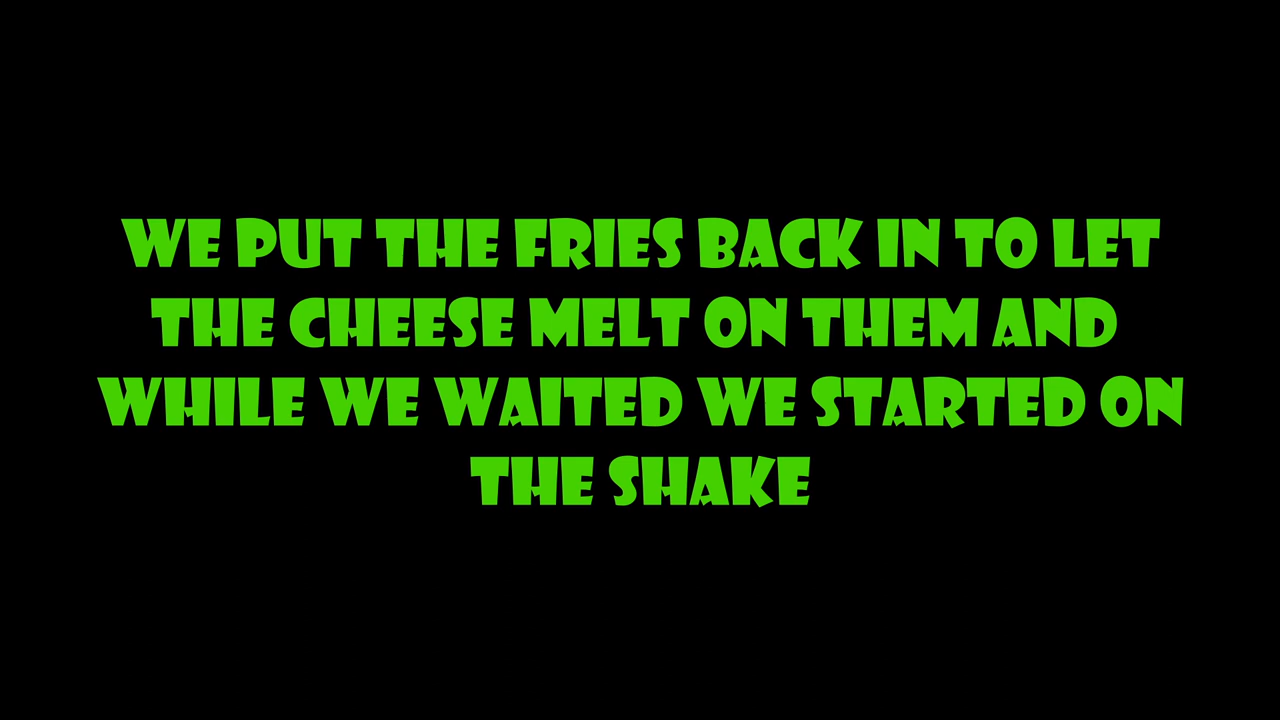 WE PUT THE FRIES BACK IN TO LET
THE CHEESE MELT ON THEM AND
WHILE WE WAITED WE STARTED ON
THE SHAKE